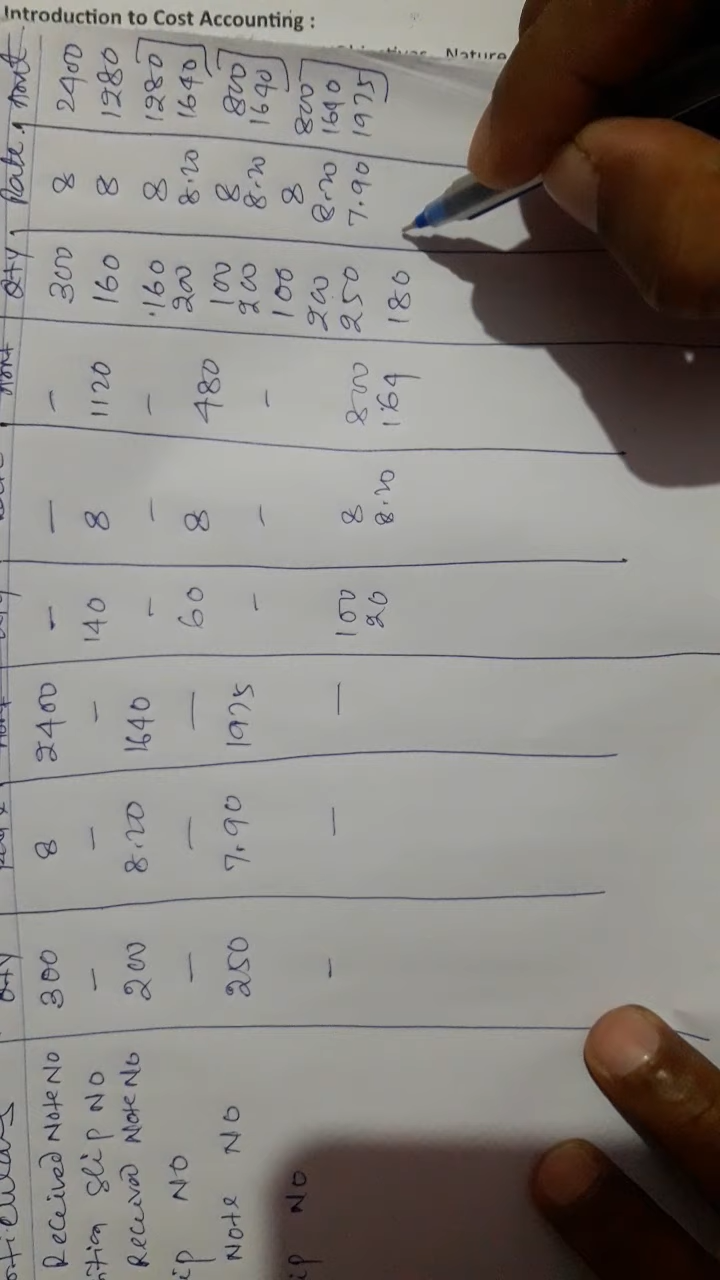 Introduction to Cost Accounting :
Nature
Qty, Rate, Amt
Received Note No 300 8 2400 - - - 300 8 2400
Slip No - - - 140 8 1120 160 8 1280
Received Note No 200 8.20 1640 - - - 160 8 1280
200 8.20 1640
No - - - 60 8 480 100 8 800
200 8.20 1640
Note No 250 7.90 1975 - - - 100 8 800
200 8.20 1640
250 7.90 1975
No - - - 100 8 800
20 8.20 164 180